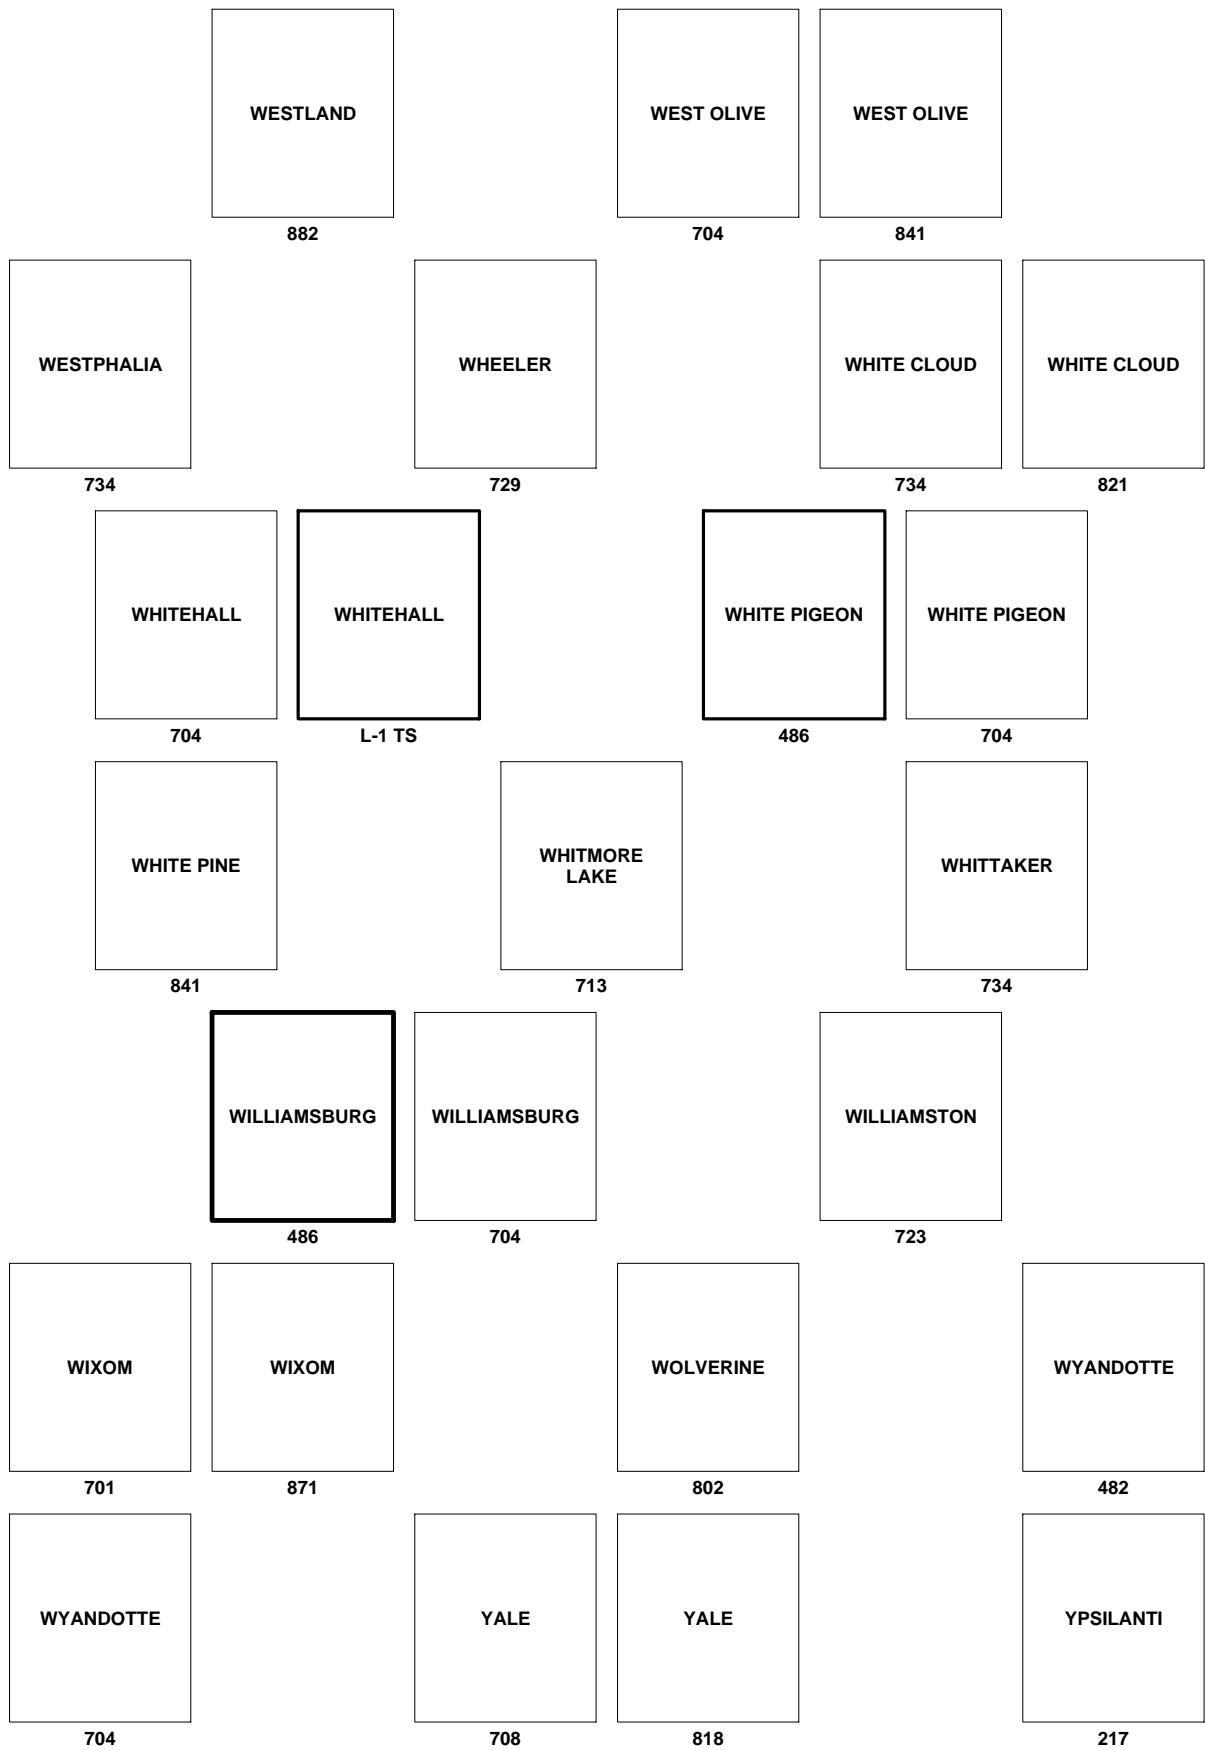 WESTLAND
WEST OLIVE
WEST OLIVE
882
704
841
WESTPHALIA
WHEELER
WHITE CLOUD
WHITE CLOUD
734
729
734
821
WHITEHALL
WHITEHALL
WHITE PIGEON
WHITE PIGEON
704
L-1 TS
486
704
WHITE PINE
WHITMORE
LAKE
WHITTAKER
841
713
734
WILLIAMSBURG
WILLIAMSBURG
WILLIAMSTON
486
704
723
WIXOM
WIXOM
WOLVERINE
WYANDOTTE
701
871
802
482
WYANDOTTE
YALE
YALE
YPSILANTI
704
708
818
217